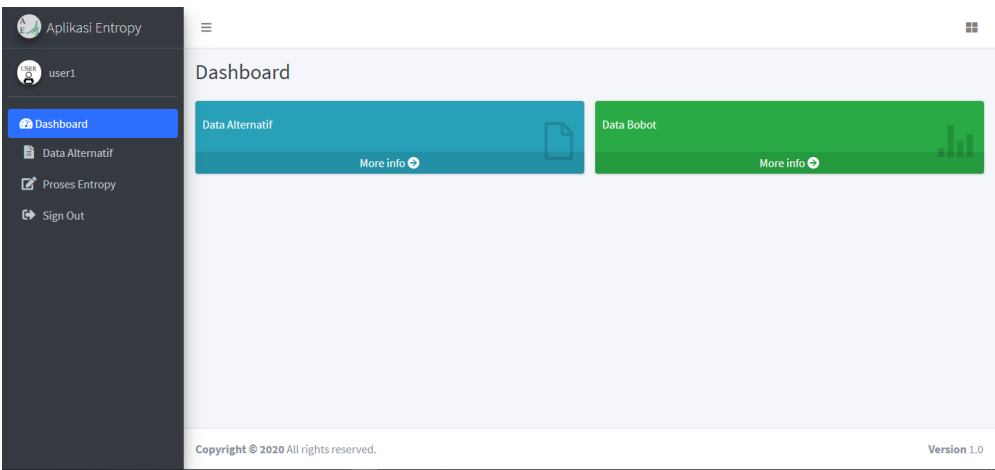 A
E
Aplikasi Entropy
USER
user1
Dashboard
Data Alternatif
Proses Entropy
Sign Out
Dashboard
Data Alternatif
More info
Data Bobot
More info
Copyright © 2020 All rights reserved.
Version 1.0